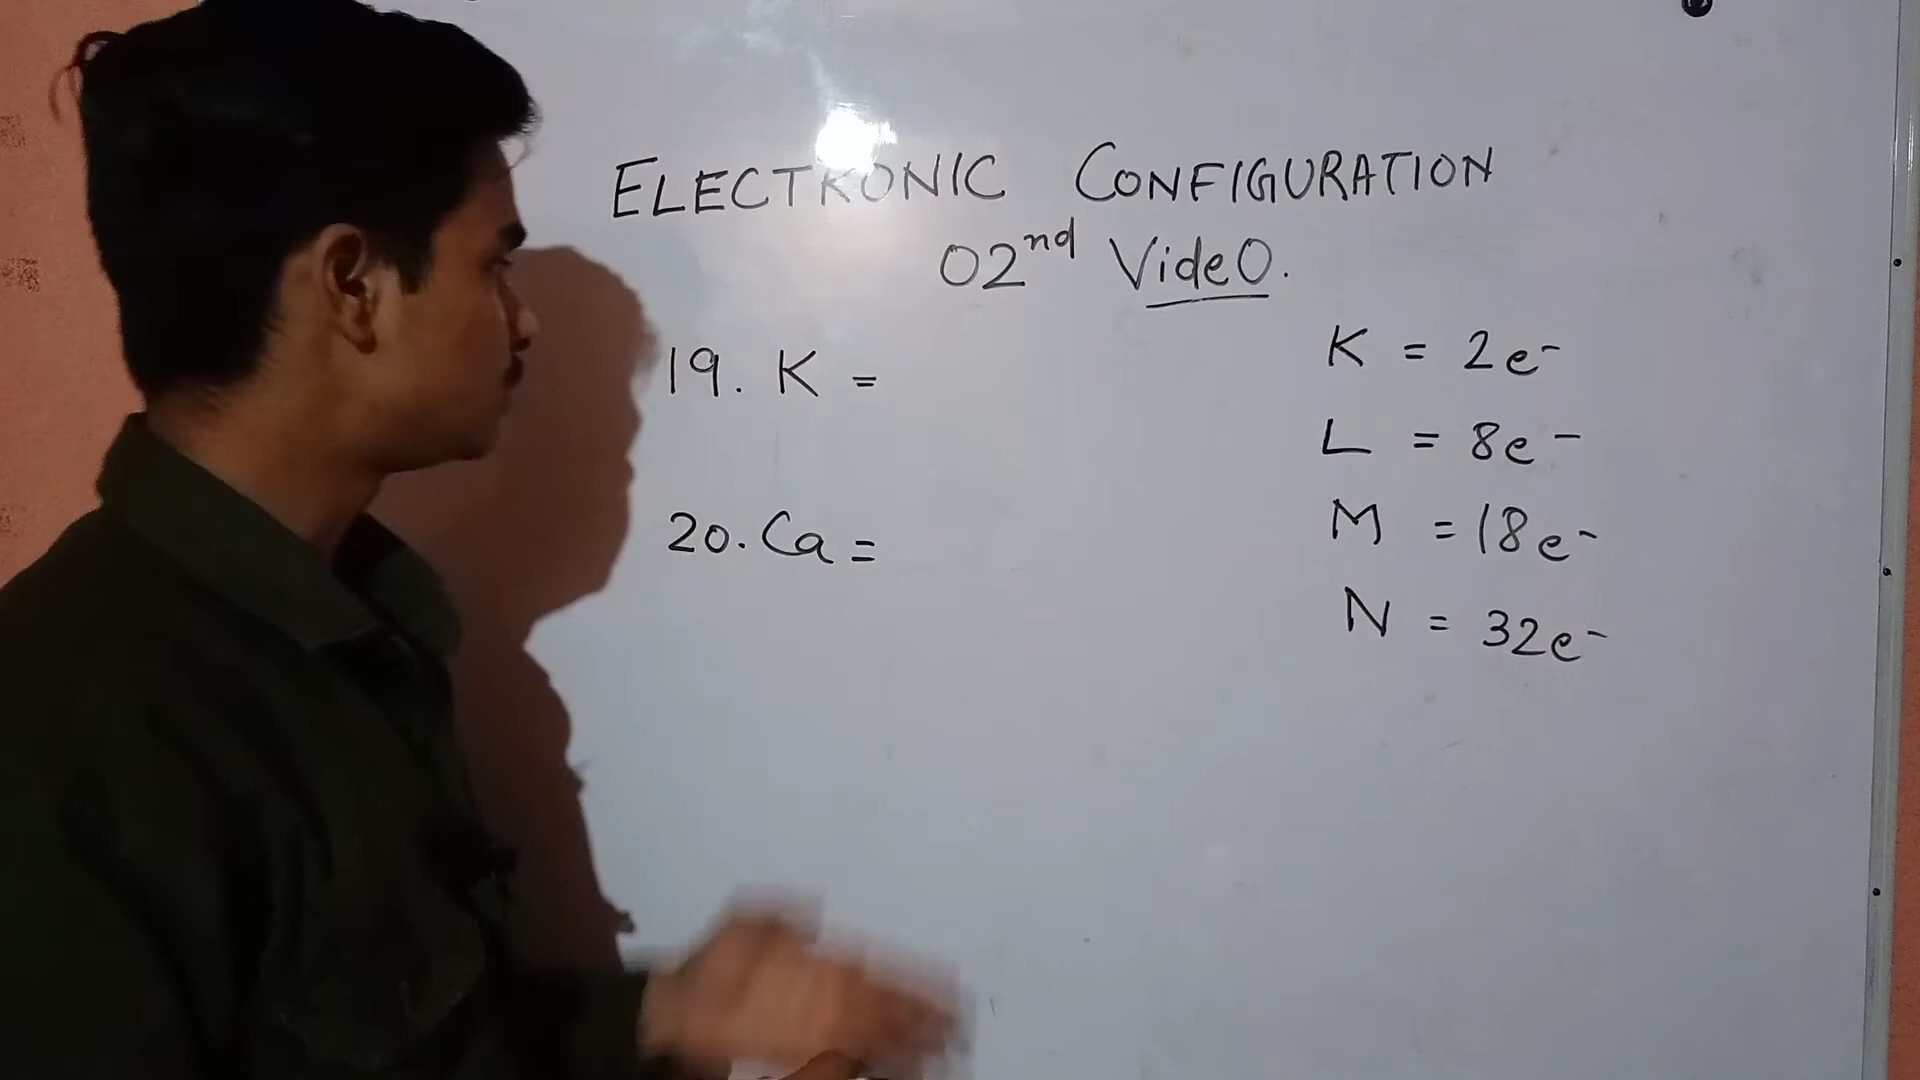 ELECTRONIC CONFIGURATION
02nd VideO.
19. K =
20. Ca =
K = 2e-
L = 8e-
M = 18e-
N = 32e-